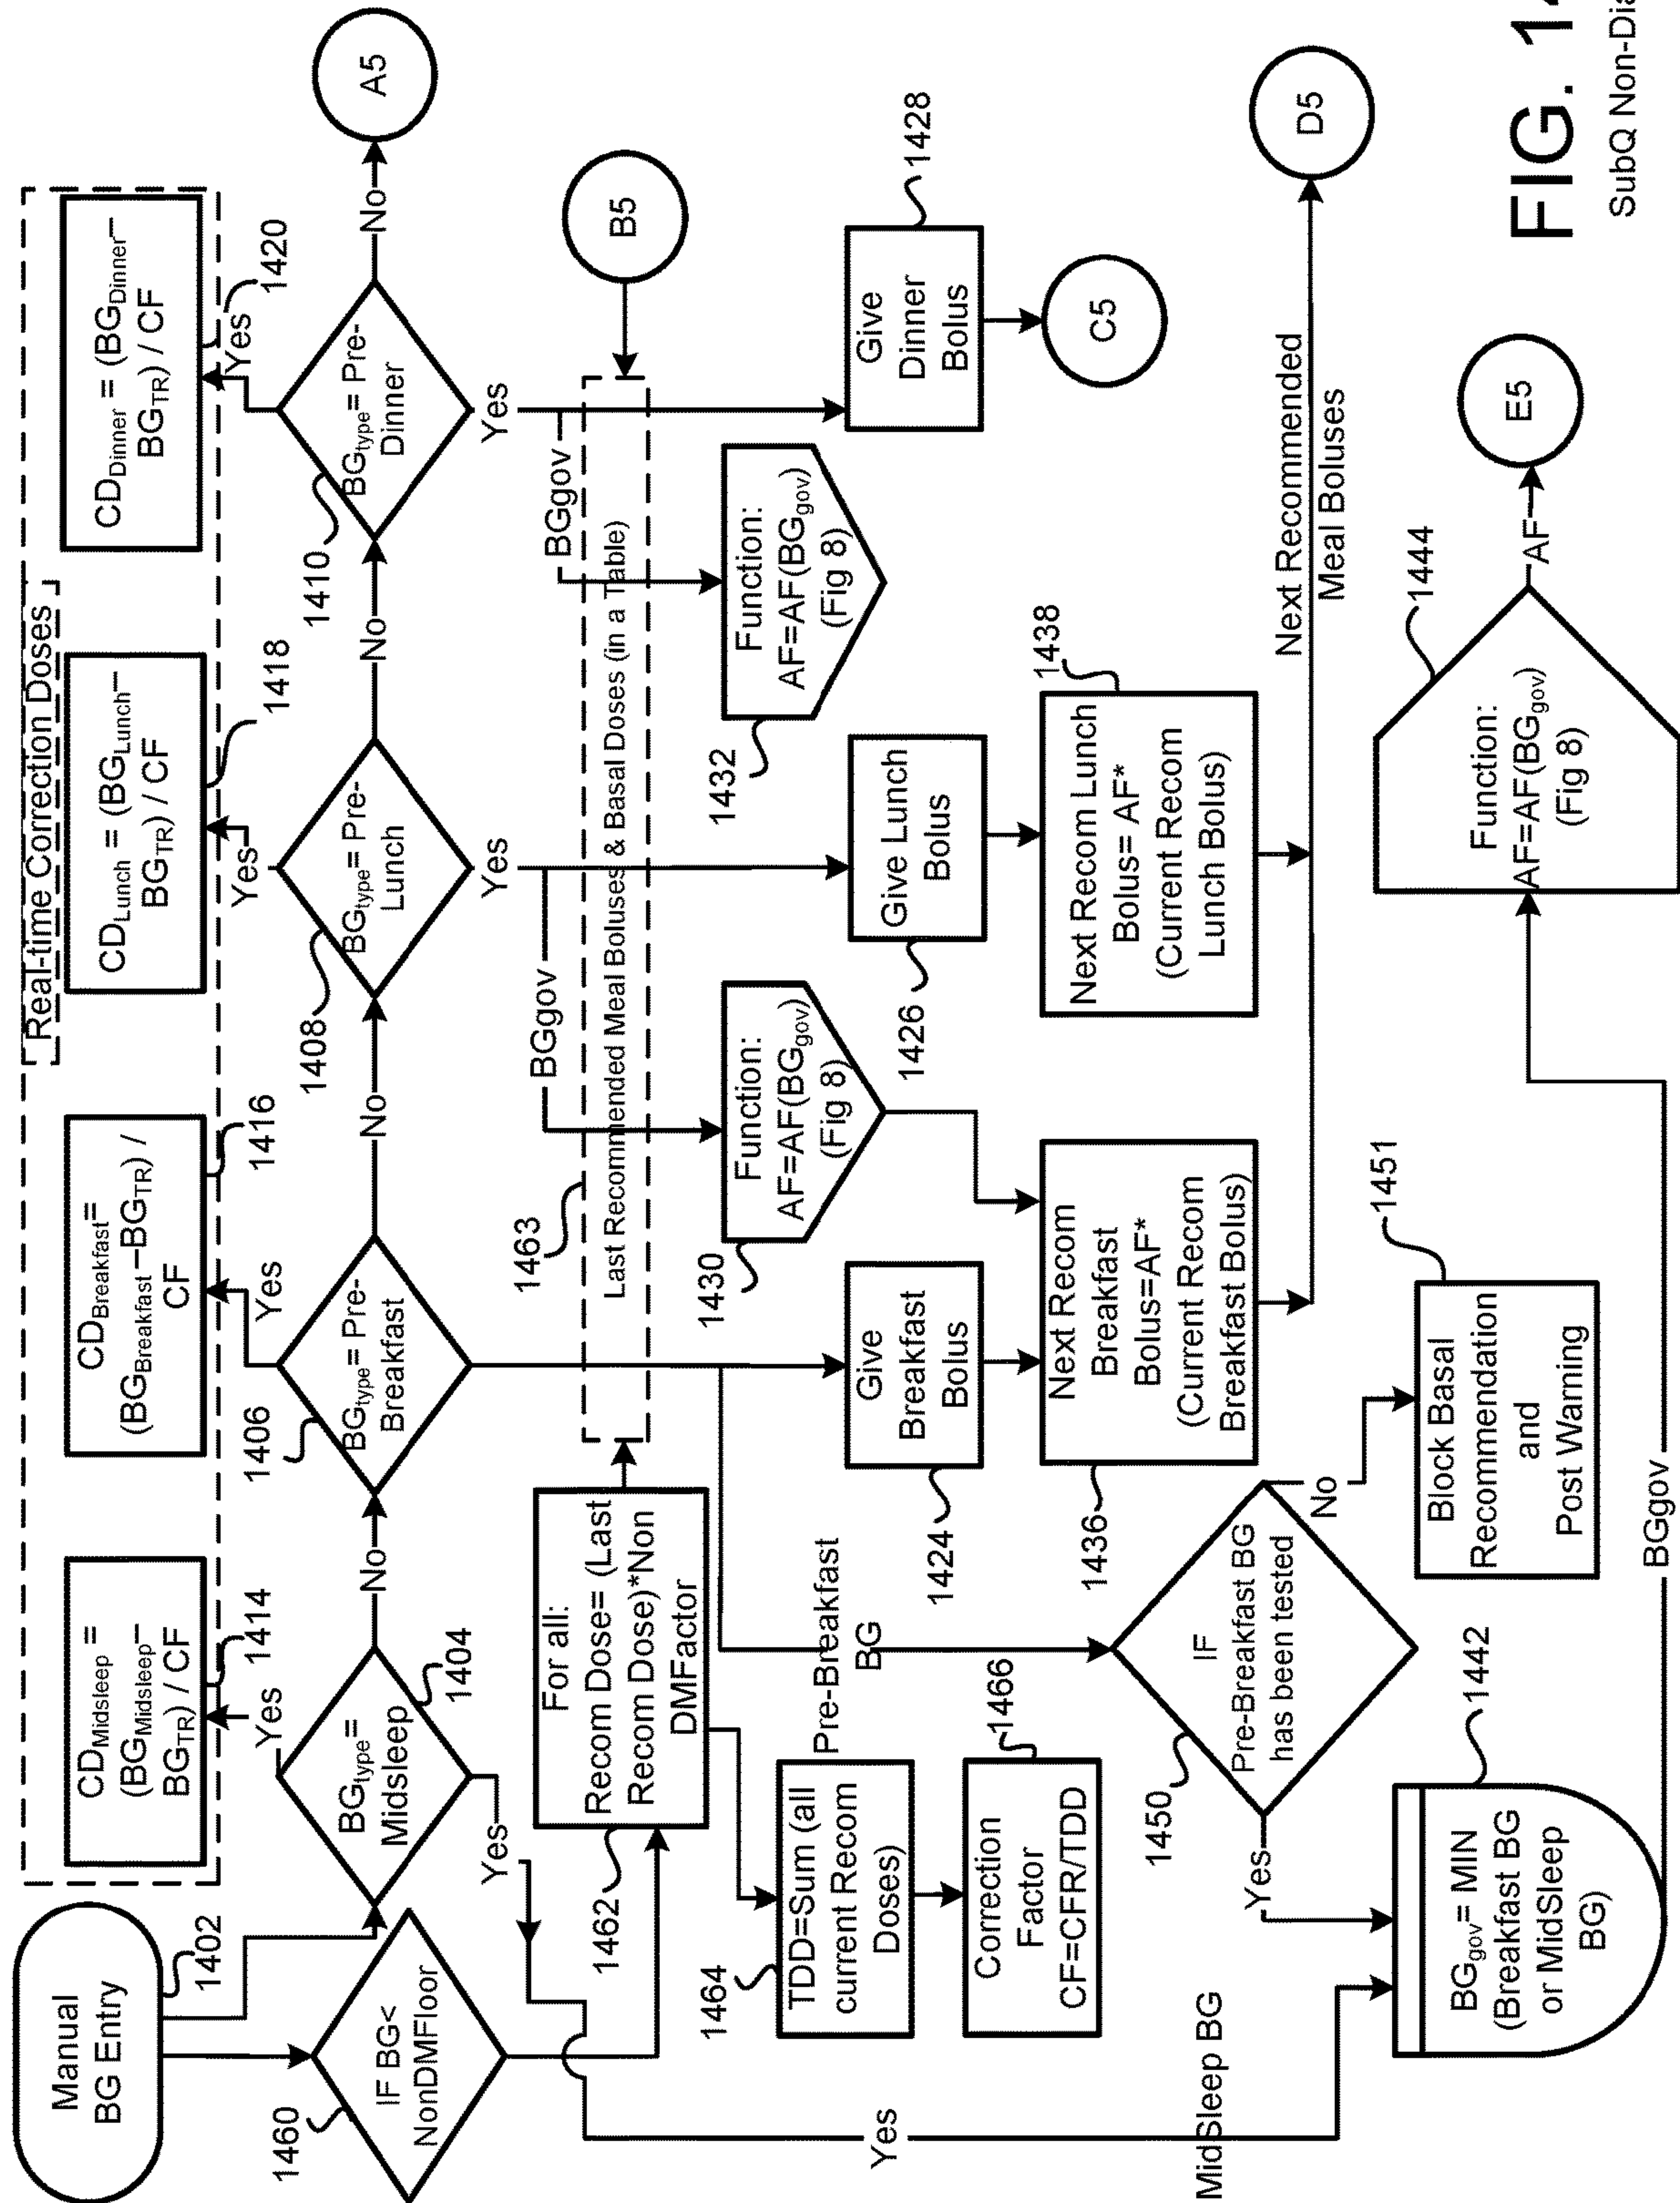 Manual
BG Entry
1402
Real-time Correction Doses
CD_Midsleep =
(BG_Midsleep–
BG_TR) / CF
1414
Yes
CD_Breakfast=
(BG_Breakfast–BG_TR) /
CF
1416
Yes
CD_Lunch = (BG_Lunch–
BG_TR) / CF
1418
Yes
CD_Dinner = (BG_Dinner–
BG_TR) / CF
1420
Yes
IF BG<
NonDMFloor
1460
BG_type=
Midsleep
1404
No
BG_type= Pre-
Breakfast
1406
No
BG_type= Pre-
Lunch
1408
No
BG_type= Pre-
Dinner
1410
No
A5
Yes
Yes
Yes
For all:
Recom Dose= (Last
Recom Dose)*Non
DMFactor
1462
1463
Last Recommended Meal Boluses & Basal Doses (in a Table)
B5
BGgov
BGgov
TDD=Sum (all
current Recom
Doses)
1464
Correction
Factor
CF=CFR/TDD
1466
Pre-Breakfast
BG
Give
Breakfast
Bolus
1424
Function:
AF=AF(BG_gov)
(Fig 8)
1430
Give Lunch
Bolus
1426
Function:
AF=AF(BG_gov)
(Fig 8)
1432
Give
Dinner
Bolus
1428
C5
Next Recom
Breakfast
Bolus=AF*
(Current Recom
Breakfast Bolus)
1436
Next Recom Lunch
Bolus= AF*
(Current Recom
Lunch Bolus)
1438
Next Recommended
Meal Boluses
D5
Yes
MidSleep BG
IF
Pre-Breakfast BG
has been tested
1450
Yes
No
Block Basal
Recommendation
and
Post Warning
1451
BG_gov= MIN
(Breakfast BG
or MidSleep
BG)
1442
BGgov
Function:
AF=AF(BG_gov)
(Fig 8)
1444
AF
E5
FIG. 14
SubQ Non-Dia